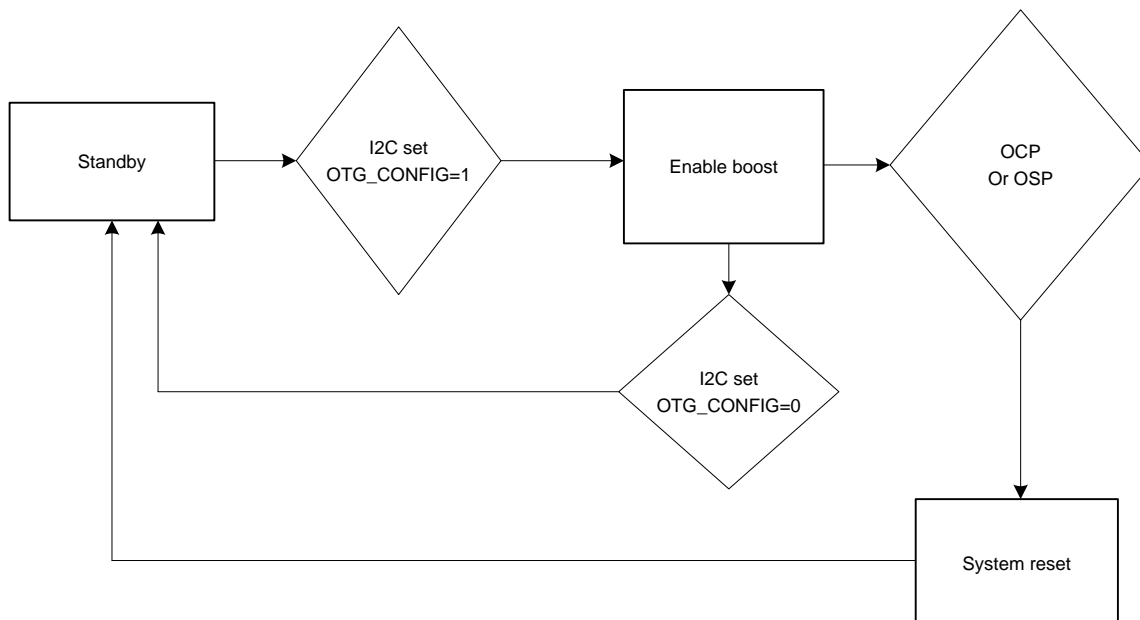 Standby
I2C set
OTG_CONFIG=1
Enable boost
OCP
Or OSP
I2C set
OTG_CONFIG=0
System reset